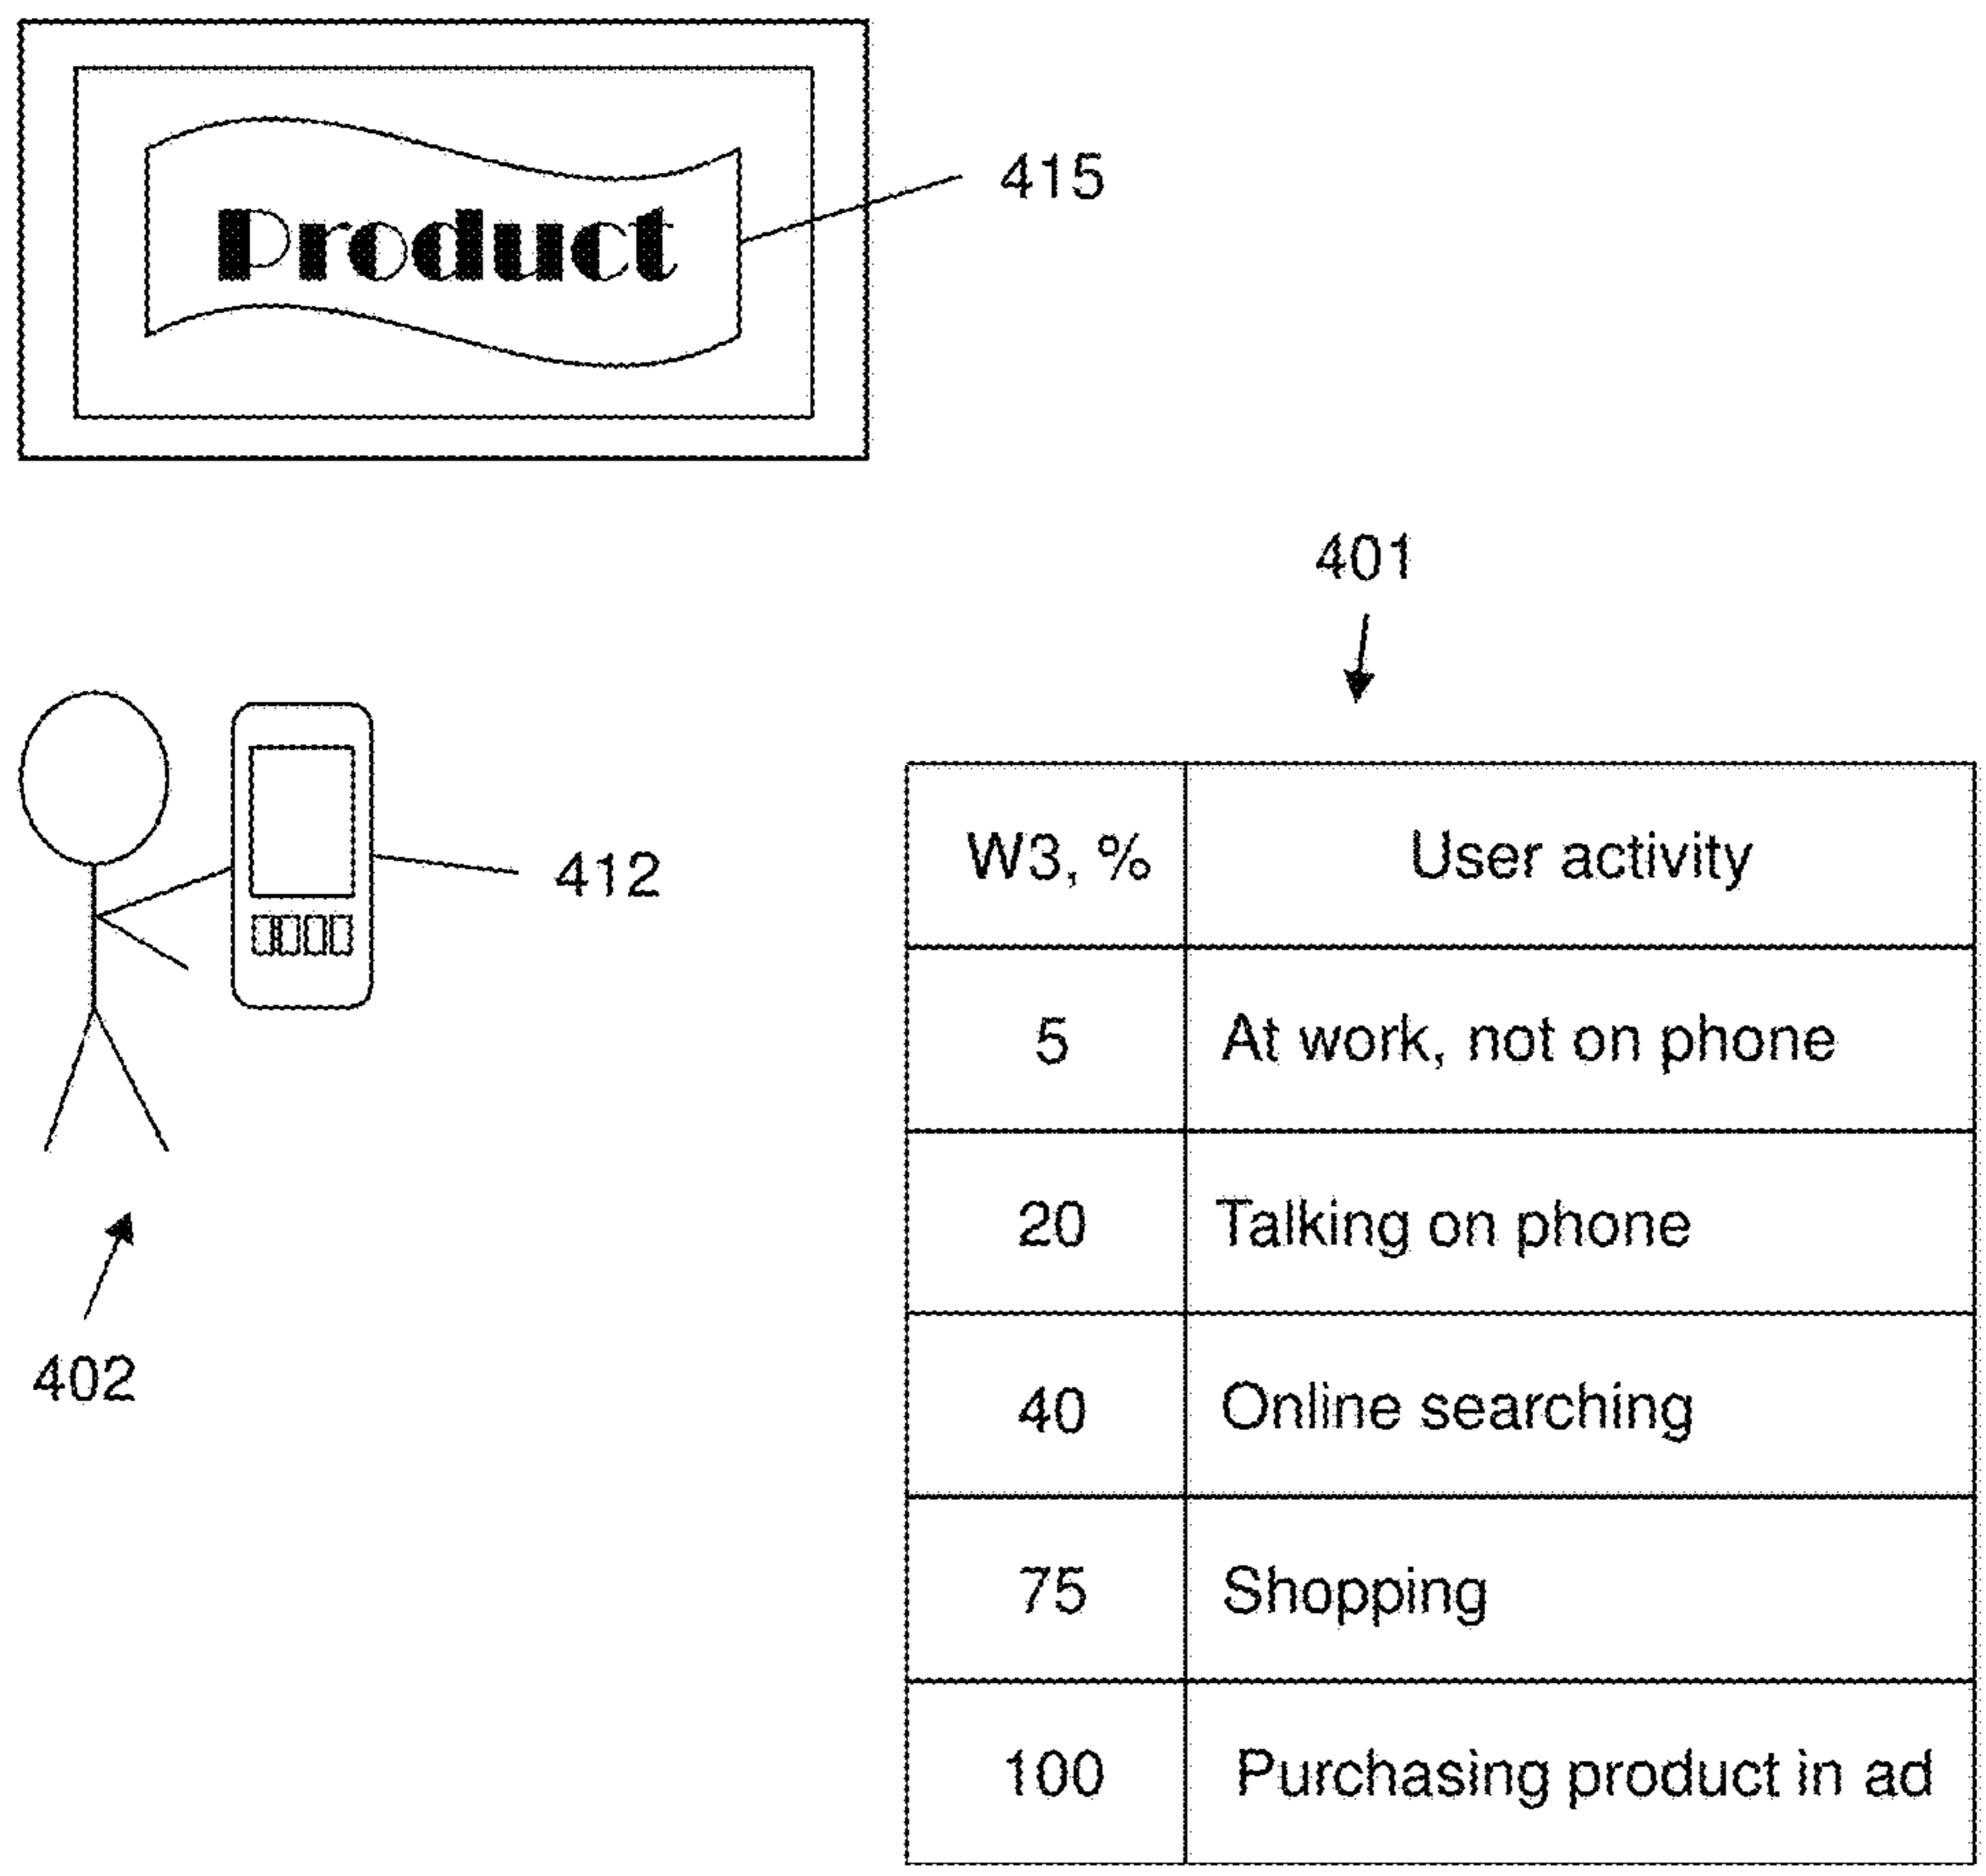 Product
415
401
412
402
W3, % User activity
5 At work, not on phone
20 Talking on phone
40 Online searching
75 Shopping
100 Purchasing product in ad